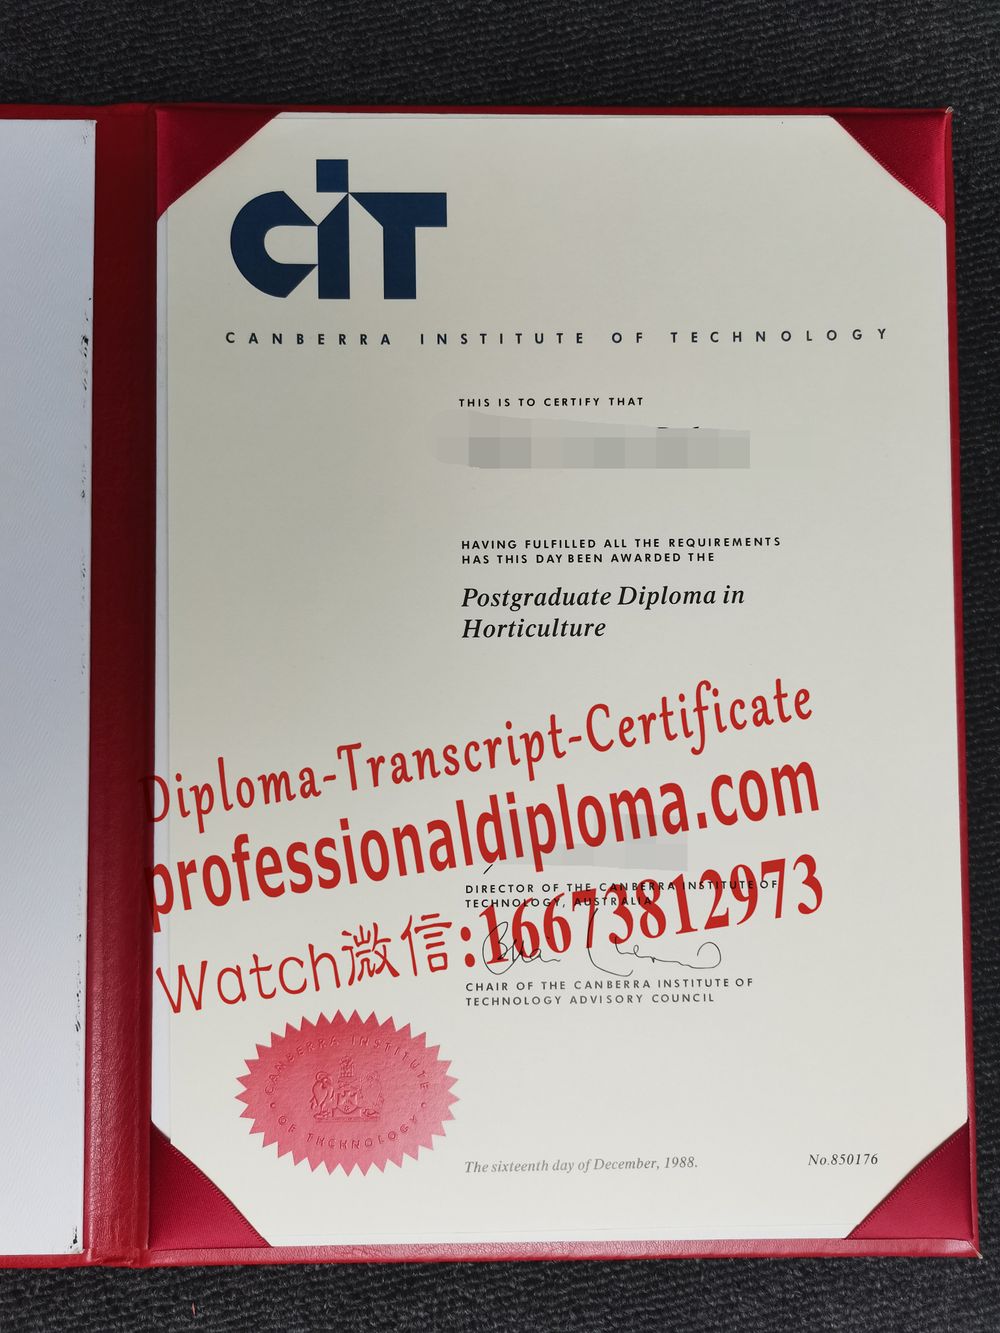 CiT
CANBERRA INSTITUTE OF TECHNOLOGY
THIS IS TO CERTIFY THAT
HAVING FULFILLED ALL THE REQUIREMENTS
HAS THIS DAY BEEN AWARDED THE
Postgraduate Diploma in
Horticulture
Diploma-Transcript-Certificate
professionaldiploma.com
DIRECTOR OF THE CANBERRA INSTITUTE OF
TECHNOLOGY, AUSTRALIA
Watch微信:16673812973
CHAIR OF THE CANBERRA INSTITUTE OF
TECHNOLOGY ADVISORY COUNCIL
CANBERRA INSTITUTE
OF TECHNOLOGY
The sixteenth day of December, 1988.
No.850176